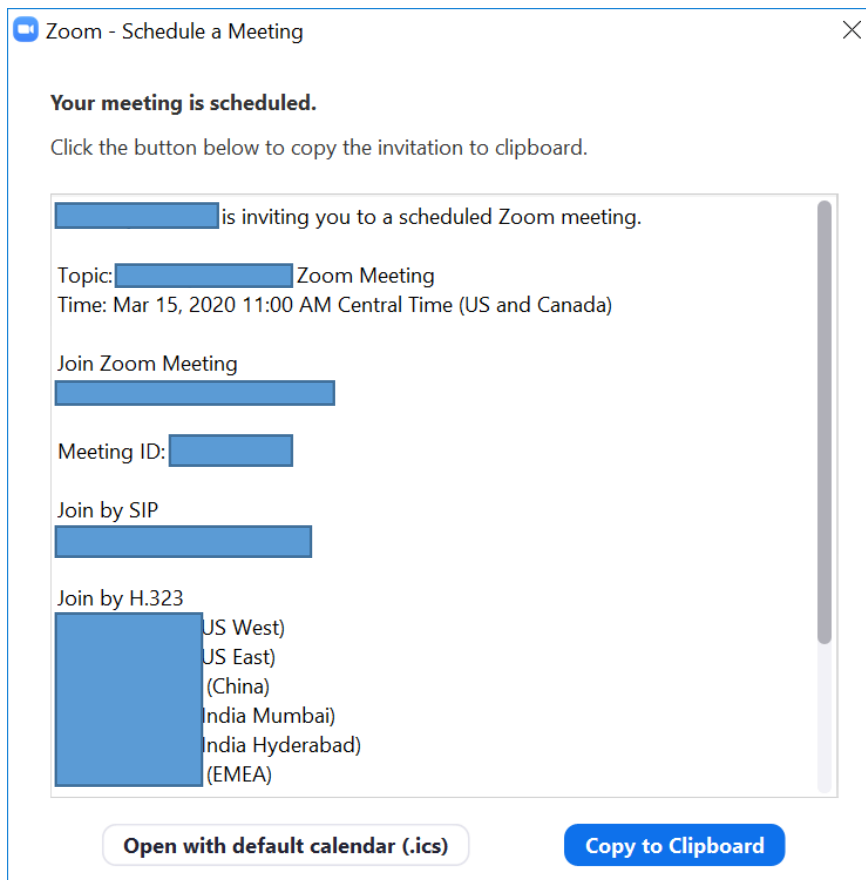 Zoom - Schedule a Meeting
Your meeting is scheduled.
Click the button below to copy the invitation to clipboard.
is inviting you to a scheduled Zoom meeting.
Topic: Zoom Meeting
Time: Mar 15, 2020 11:00 AM Central Time (US and Canada)
Join Zoom Meeting
Meeting ID:
Join by SIP
Join by H.323
US West)
US East)
(China)
India Mumbai)
India Hyderabad)
(EMEA)
Open with default calendar (.ics) Copy to Clipboard